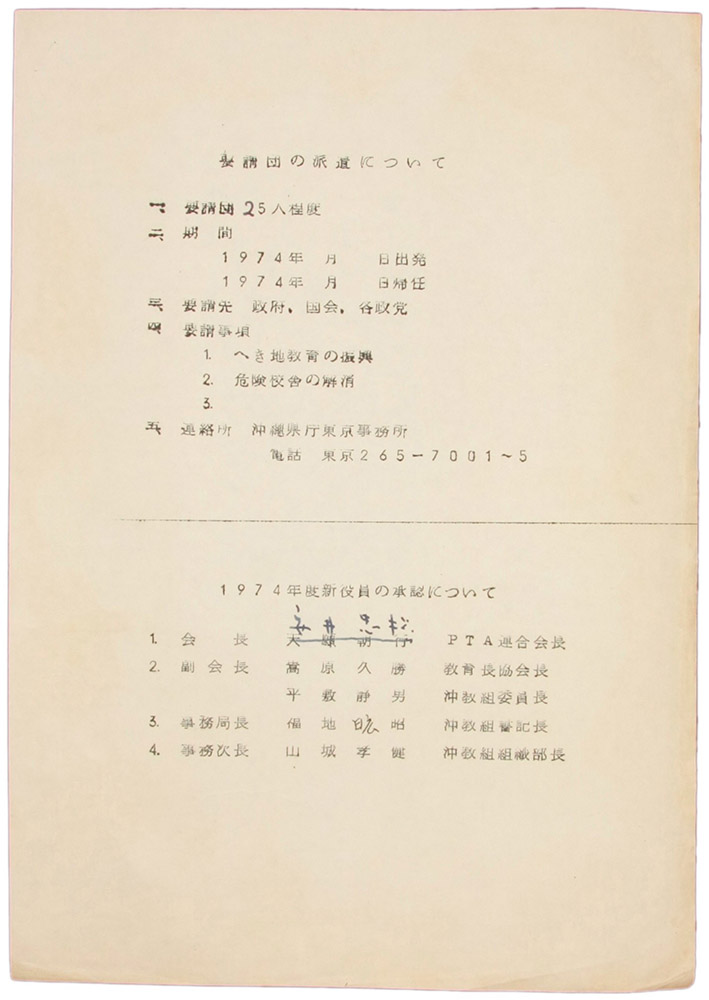 要請団の派遣について
一、要請団 25人程度
二、期間
1974年 月 日出発
1974年 月 日帰任
三、要請先 政府，国会，各政党
四、要請事項
1. へき地教育の振興
2. 危険校舎の解消
3.
五、連絡所 沖縄県庁東京事務所
電話 東京265－7001～5
1974年度新役員の承認について
安井忠松
1. 会長 大 朝 行 PTA連合会長
2. 副会長 嵩原久勝 教育長協会長
平敷静男 沖教組委員長
3. 事務局長 福地昿昭 沖教組書記長
4. 事務次長 山城孝健 沖教組組織部長